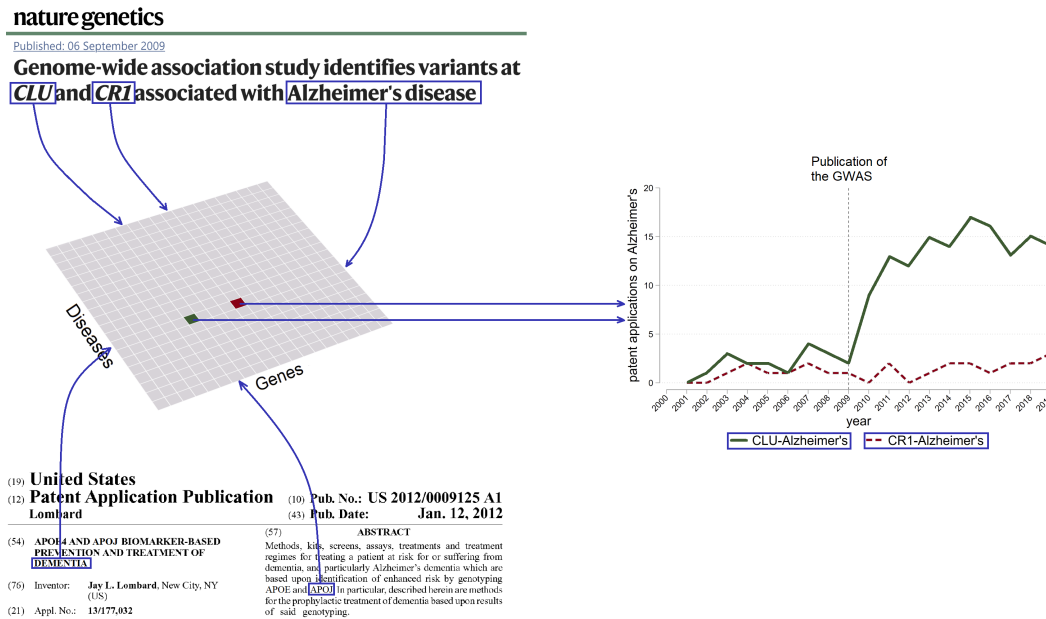 nature genetics
Published: 06 September 2009
Genome-wide association study identifies variants at
CLU and CR1 associated with Alzheimer's disease
Diseases
Genes
Publication of
the GWAS
patent applications on Alzheimer's
20
15
10
5
0
2000 2001 2002 2003 2004 2005 2006 2007 2008 2009 2010 2011 2012 2013 2014 2015 2016 2017 2018
year
CLU-Alzheimer's CR1-Alzheimer's
(19) United States
(12) Patent Application Publication
Lombard
(10) Pub. No.: US 2012/0009125 A1
(43) Pub. Date: Jan. 12, 2012
(54) APOE4 AND APOJ BIOMARKER-BASED
PREVENTION AND TREATMENT OF
DEMENTIA
(76) Inventor: Jay L. Lombard, New City, NY
(US)
(21) Appl. No.: 13/177,032
(57) ABSTRACT
Methods, kits, screens, assays, treatments and treatment
regimes for treating a patient at risk for or suffering from
dementia, and particularly Alzheimer's dementia which are
based upon identification of enhanced risk by genotyping
APOE and APOJ In particular, described herein are methods
for the prophylactic treatment of dementia based upon results
of said genotyping.